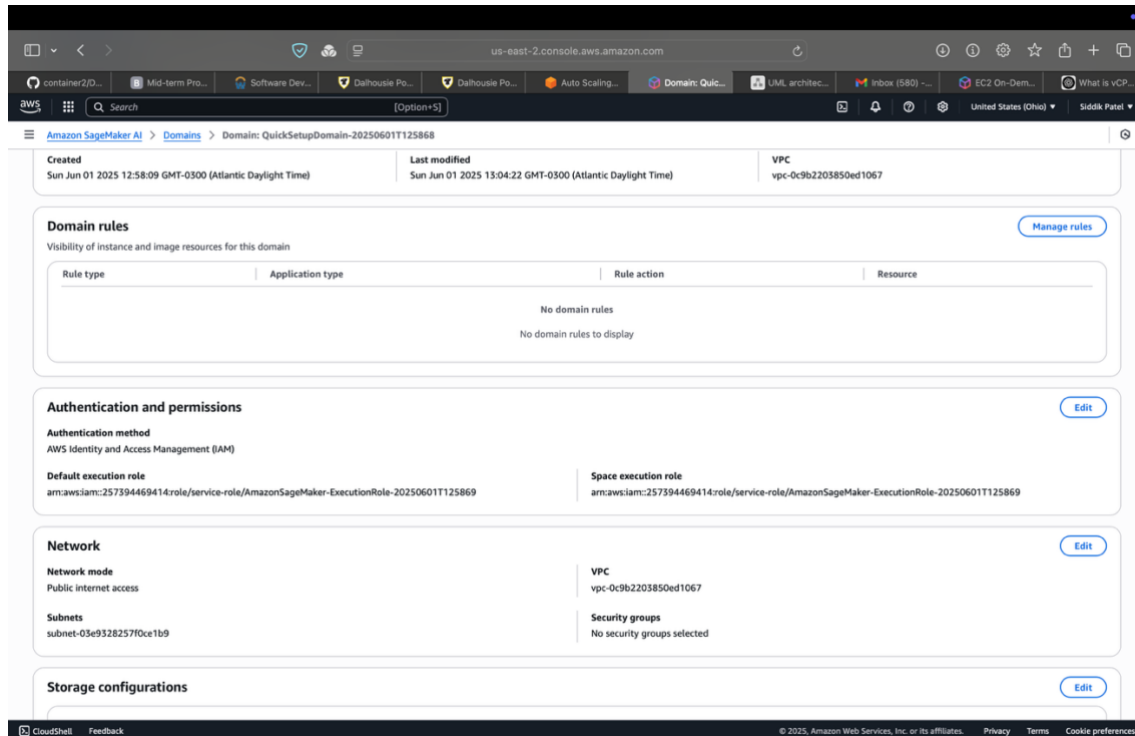 us-east-2.console.aws.amazon.com
container2/D... Mid-term Pro... Software Dev... Dalhousie Po... Dalhousie Po... Auto Scaling... Domain: Quic... UML architec... Inbox (580) -... EC2 On-Dem... What is vCP...
aws Search [Option+S] United States (Ohio) Siddik Patel
Amazon SageMaker AI > Domains > Domain: QuickSetupDomain-20250601T125868
Created Last modified VPC
Sun Jun 01 2025 12:58:09 GMT-0300 (Atlantic Daylight Time) Sun Jun 01 2025 13:04:22 GMT-0300 (Atlantic Daylight Time) vpc-0c9b2203850ed1067
Domain rules Manage rules
Visibility of instance and image resources for this domain
Rule type Application type Rule action Resource
No domain rules
No domain rules to display
Authentication and permissions Edit
Authentication method
AWS Identity and Access Management (IAM)
Default execution role Space execution role
arn:aws:iam::257394469414:role/service-role/AmazonSageMaker-ExecutionRole-20250601T125869 arn:aws:iam::257394469414:role/service-role/AmazonSageMaker-ExecutionRole-20250601T125869
Network Edit
Network mode VPC
Public internet access vpc-0c9b2203850ed1067
Subnets Security groups
subnet-03e9328257f0ce1b9 No security groups selected
Storage configurations Edit
CloudShell Feedback © 2025, Amazon Web Services, Inc. or its affiliates. Privacy Terms Cookie preferences